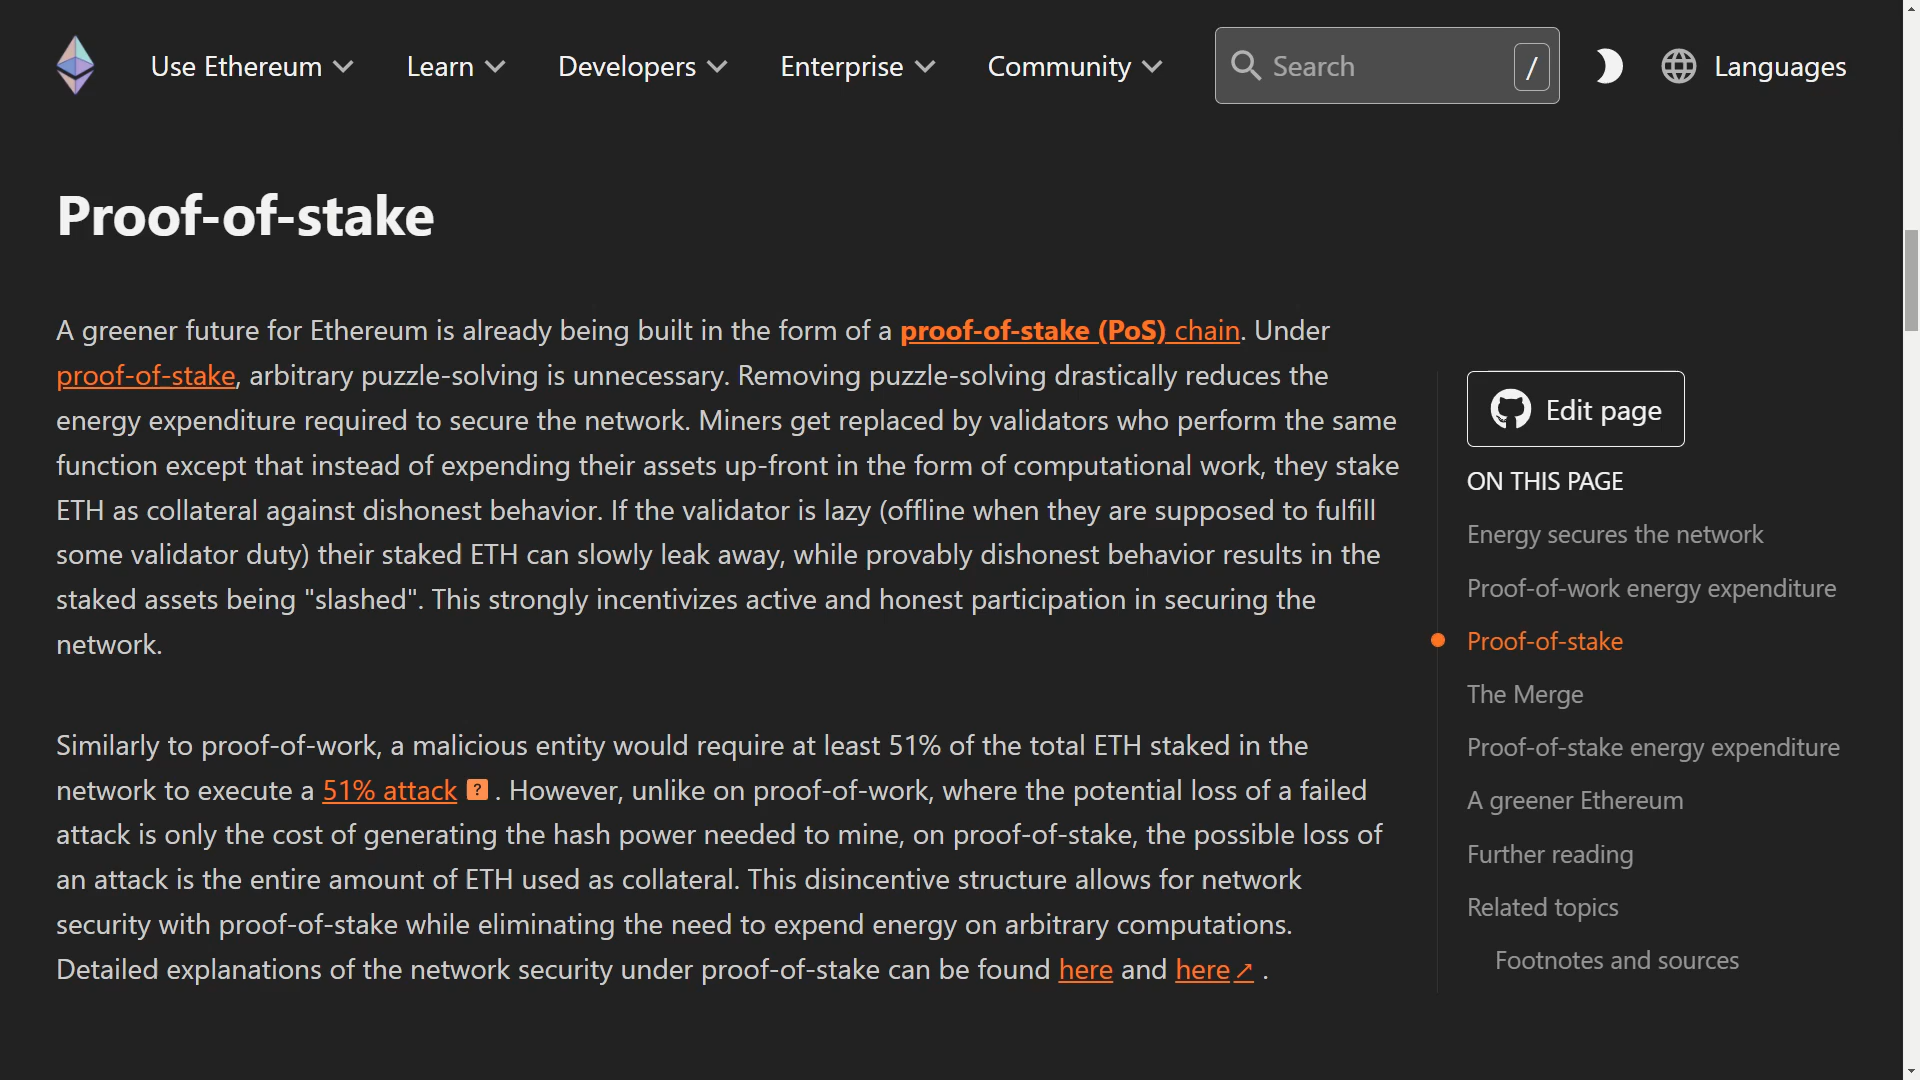 Use Ethereum Learn Developers Enterprise Community Search / Languages
Proof-of-stake
A greener future for Ethereum is already being built in the form of a proof-of-stake (PoS) chain. Under
proof-of-stake, arbitrary puzzle-solving is unnecessary. Removing puzzle-solving drastically reduces the
energy expenditure required to secure the network. Miners get replaced by validators who perform the same
function except that instead of expending their assets up-front in the form of computational work, they stake
ETH as collateral against dishonest behavior. If the validator is lazy (offline when they are supposed to fulfill
some validator duty) their staked ETH can slowly leak away, while provably dishonest behavior results in the
staked assets being "slashed". This strongly incentivizes active and honest participation in securing the
network.
Similarly to proof-of-work, a malicious entity would require at least 51% of the total ETH staked in the
network to execute a 51% attack ? . However, unlike on proof-of-work, where the potential loss of a failed
attack is only the cost of generating the hash power needed to mine, on proof-of-stake, the possible loss of
an attack is the entire amount of ETH used as collateral. This disincentive structure allows for network
security with proof-of-stake while eliminating the need to expend energy on arbitrary computations.
Detailed explanations of the network security under proof-of-stake can be found here and here↗ .
Edit page
ON THIS PAGE
Energy secures the network
Proof-of-work energy expenditure
Proof-of-stake
The Merge
Proof-of-stake energy expenditure
A greener Ethereum
Further reading
Related topics
Footnotes and sources